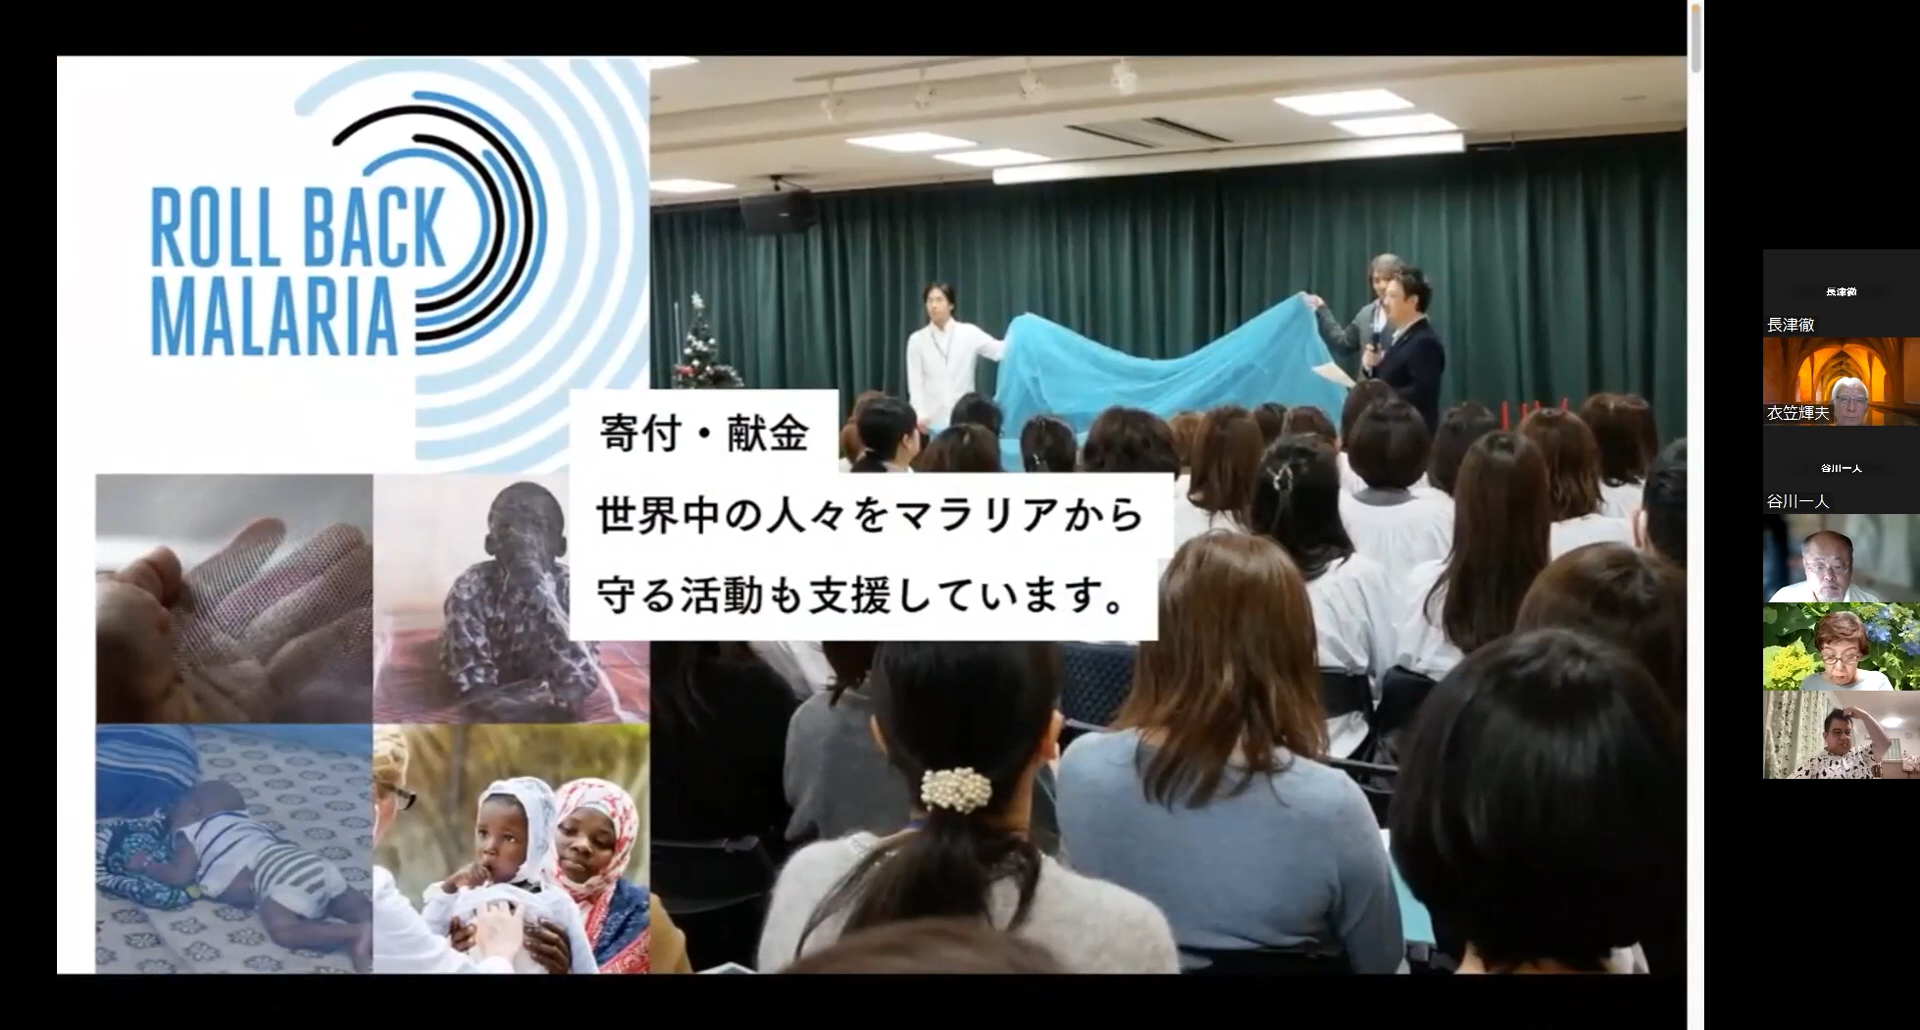 ROLL BACK
MALARIA
寄付・献金
世界中の人々をマラリアから
守る活動も支援しています。
長津徹
長津徹
衣笠輝夫
谷川一人
谷川一人